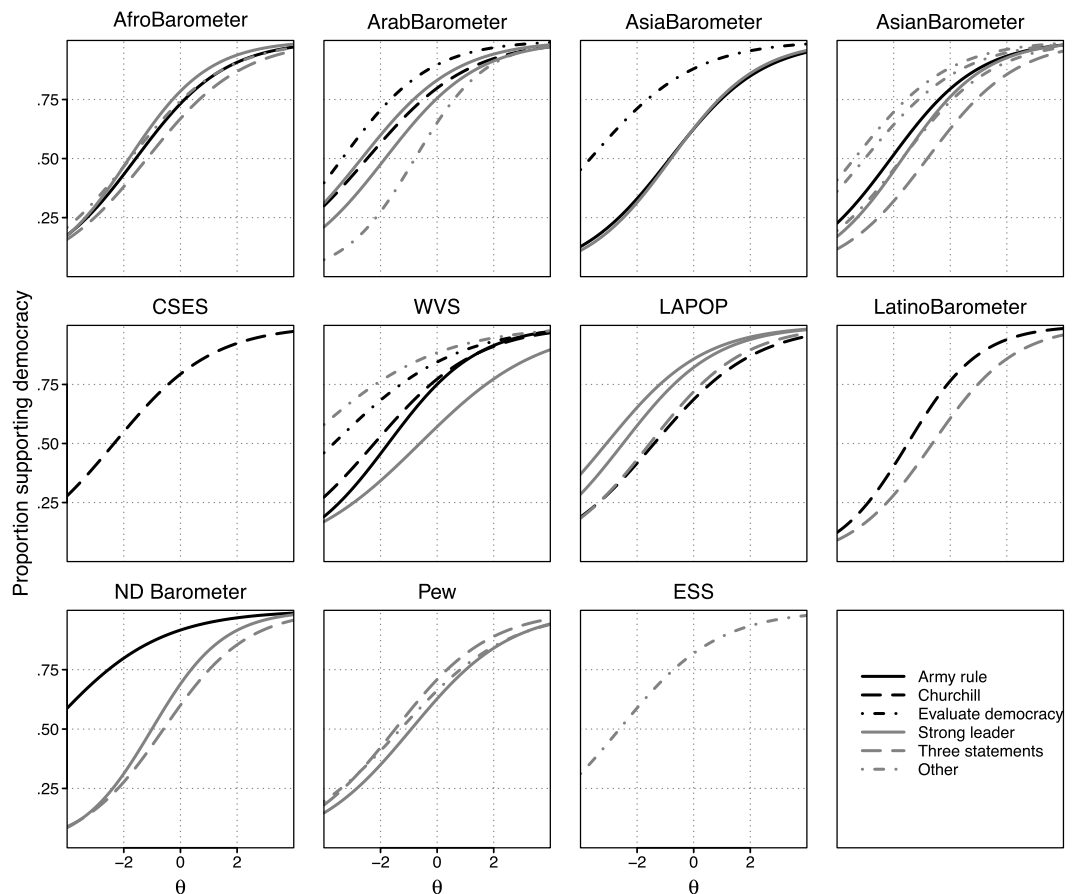 AfroBarometer
ArabBarometer
AsiaBarometer
AsianBarometer
.75
.50
.25
CSES
WVS
LAPOP
LatinoBarometer
Proportion supporting democracy
.75
.50
.25
ND Barometer
Pew
ESS
.75
.50
.25
Army rule
Churchill
Evaluate democracy
Strong leader
Three statements
Other
−2 0 2
−2 0 2
−2 0 2
θ
θ
θ